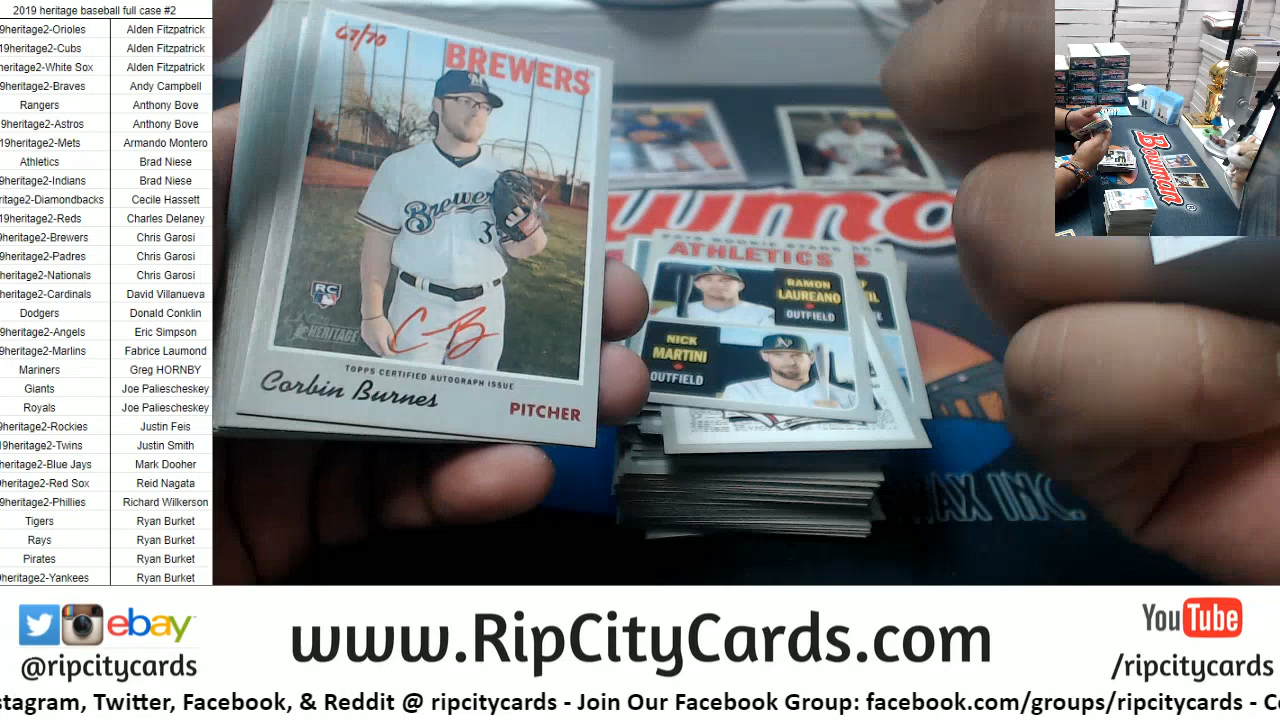 2019 heritage baseball full case #2
9heritage2-Orioles Alden Fitzpatrick
19heritage2-Cubs Alden Fitzpatrick
heritage2-White Sox Alden Fitzpatrick
9heritage2-Braves Andy Campbell
Rangers Anthony Bove
9heritage2-Astros Anthony Bove
19heritage2-Mets Armando Montero
Athletics Brad Niese
9heritage2-Indians Brad Niese
eritage2-Diamondbacks Cecile Hassett
19heritage2-Reds Charles Delaney
9heritage2-Brewers Chris Garosi
9heritage2-Padres Chris Garosi
heritage2-Nationals Chris Garosi
heritage2-Cardinals David Villanueva
Dodgers Donald Conklin
9heritage2-Angels Eric Simpson
9heritage2-Marlins Fabrice Laumond
Mariners Greg HORNBY
Giants Joe Paliescheskey
Royals Joe Paliescheskey
9heritage2-Rockies Justin Feis
19heritage2-Twins Justin Smith
heritage2-Blue Jays Mark Dooher
heritage2-Red Sox Reid Nagata
9heritage2-Phillies Richard Wilkerson
Tigers Ryan Burket
Rays Ryan Burket
Pirates Ryan Burket
9heritage2-Yankees Ryan Burket
67/70
BREWERS
Brewers
3
RC
HERITAGE
CB
TOPPS CERTIFIED AUTOGRAPH ISSUE
Corbin Burnes
PITCHER
ATHLETICS
RAMON
LAUREANO
OUTFIELD
NICK
MARTINI
OUTFIELD
WAX INC.
Bowman
ebay
@ripcitycards
www.RipCityCards.com
YouTube
/ripcitycards
stagram, Twitter, Facebook, & Reddit @ ripcitycards - Join Our Facebook Group: facebook.com/groups/ripcitycards - C